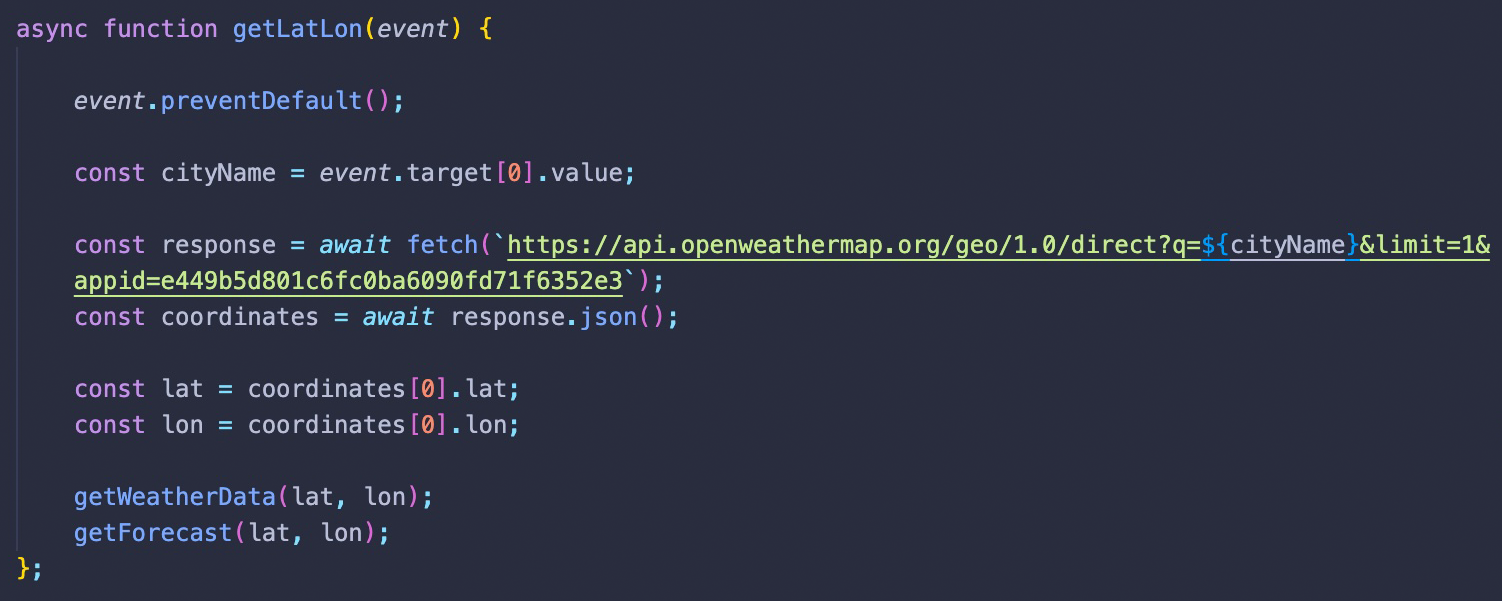 async function getLatLon(event) {
event.preventDefault();
const cityName = event.target[0].value;
const response = await fetch(`https://api.openweathermap.org/geo/1.0/direct?q=${cityName}&limit=1&
appid=e449b5d801c6fc0ba6090fd71f6352e3`);
const coordinates = await response.json();
const lat = coordinates[0].lat;
const lon = coordinates[0].lon;
getWeatherData(lat, lon);
getForecast(lat, lon);
};